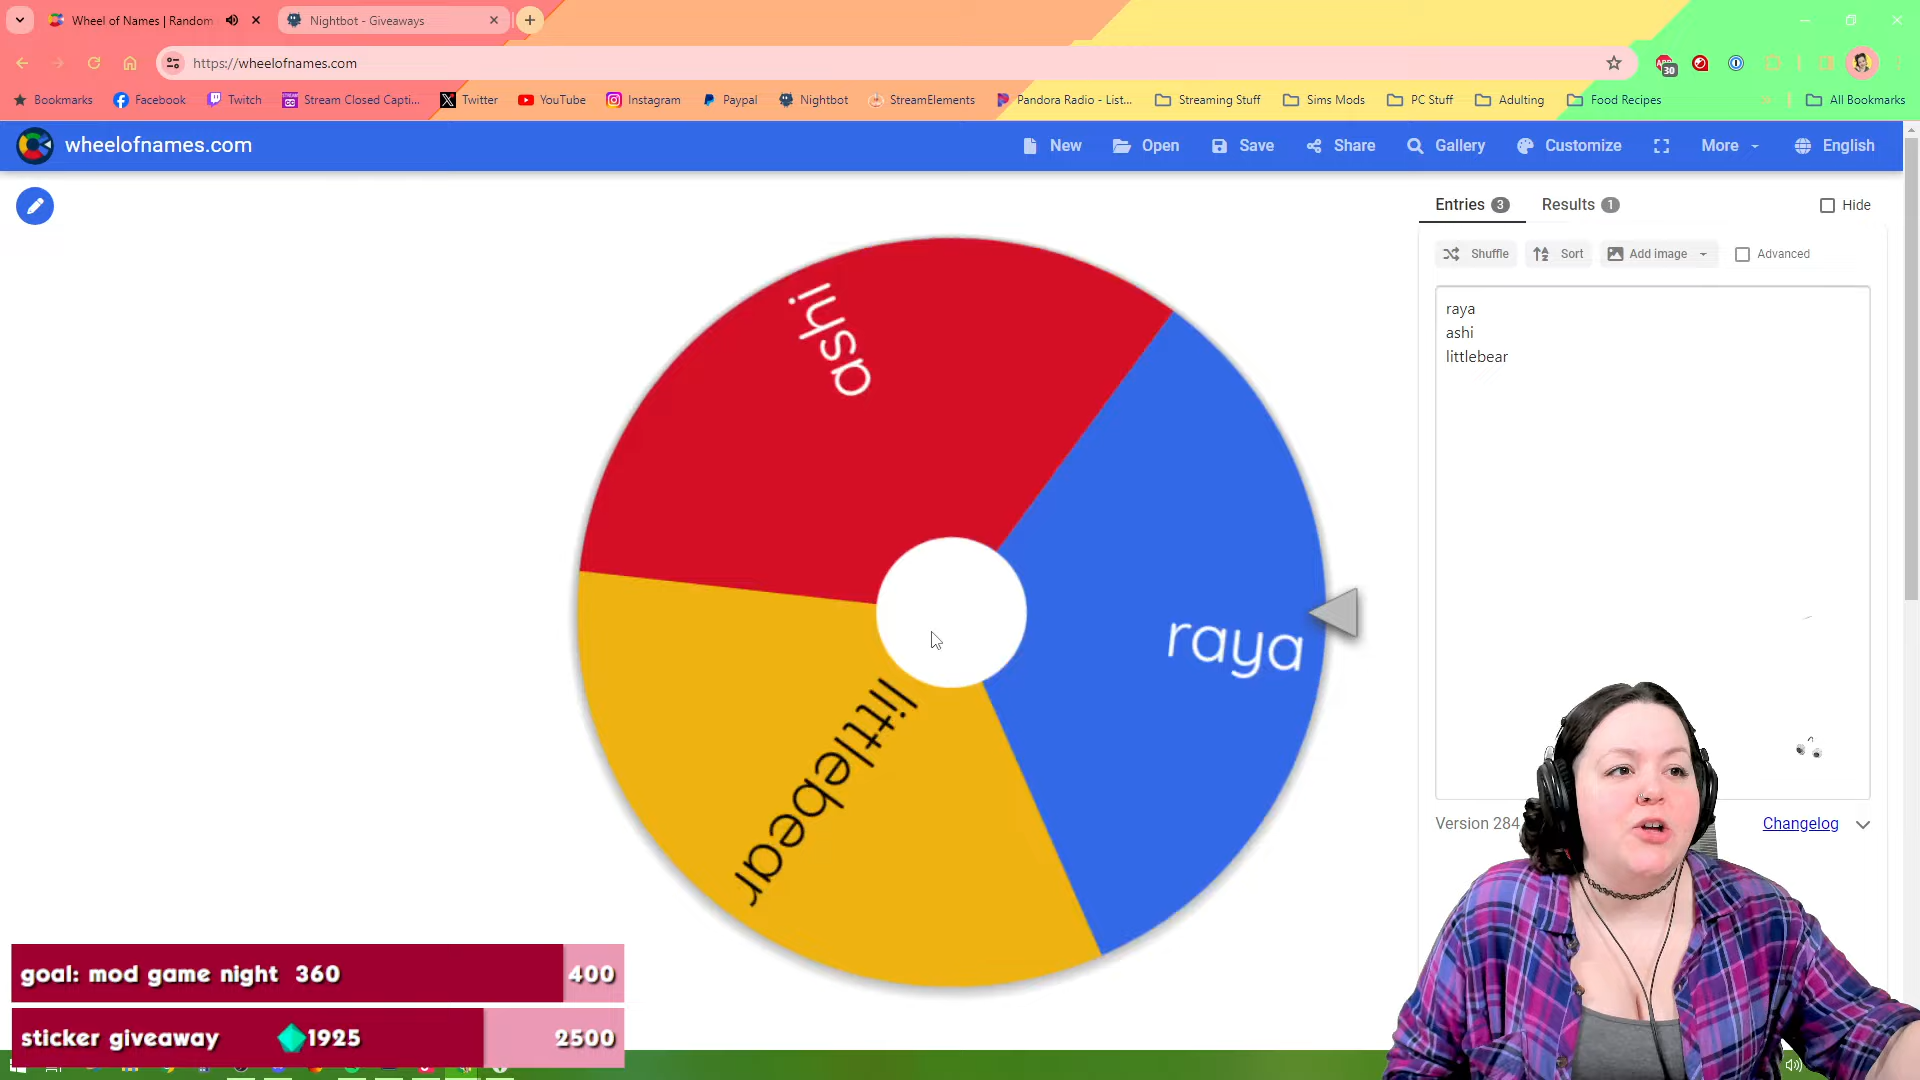 Wheel of Names | Random
Nightbot - Giveaways
https://wheelofnames.com
30
Bookmarks
Facebook
Twitch
Stream Closed Capti...
Twitter
YouTube
Instagram
Paypal
Nightbot
StreamElements
Pandora Radio - List...
Streaming Stuff
Sims Mods
PC Stuff
Adulting
Food Recipes
All Bookmarks
wheelofnames.com
New
Open
Save
Share
Gallery
Customize
More
English
Entries 3
Results 1
Hide
Shuffle
Sort
Add image
Advanced
raya
ashi
littlebear
ashi
raya
littlebear
Version 284
Changelog
goal: mod game night 360
400
sticker giveaway 1925
2500